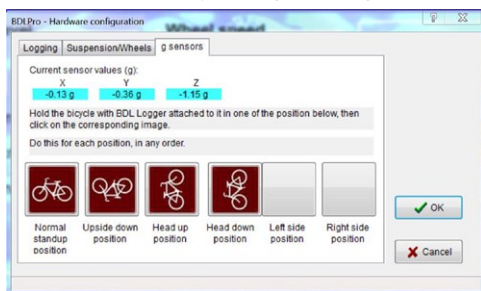 BDLPro - Hardware configuration
Wheel speed
Logging
Suspension/Wheels
g sensors
Current sensor values (g):
X Y Z
-0.13 g -0.36 g -1.15 g
Hold the bicycle with BDL Logger attached to it in one of the position below, then
click on the corresponding image.
Do this for each position, in any order.
Normal standup position
Upside down position
Head up position
Head down position
Left side position
Right side position
OK
Cancel